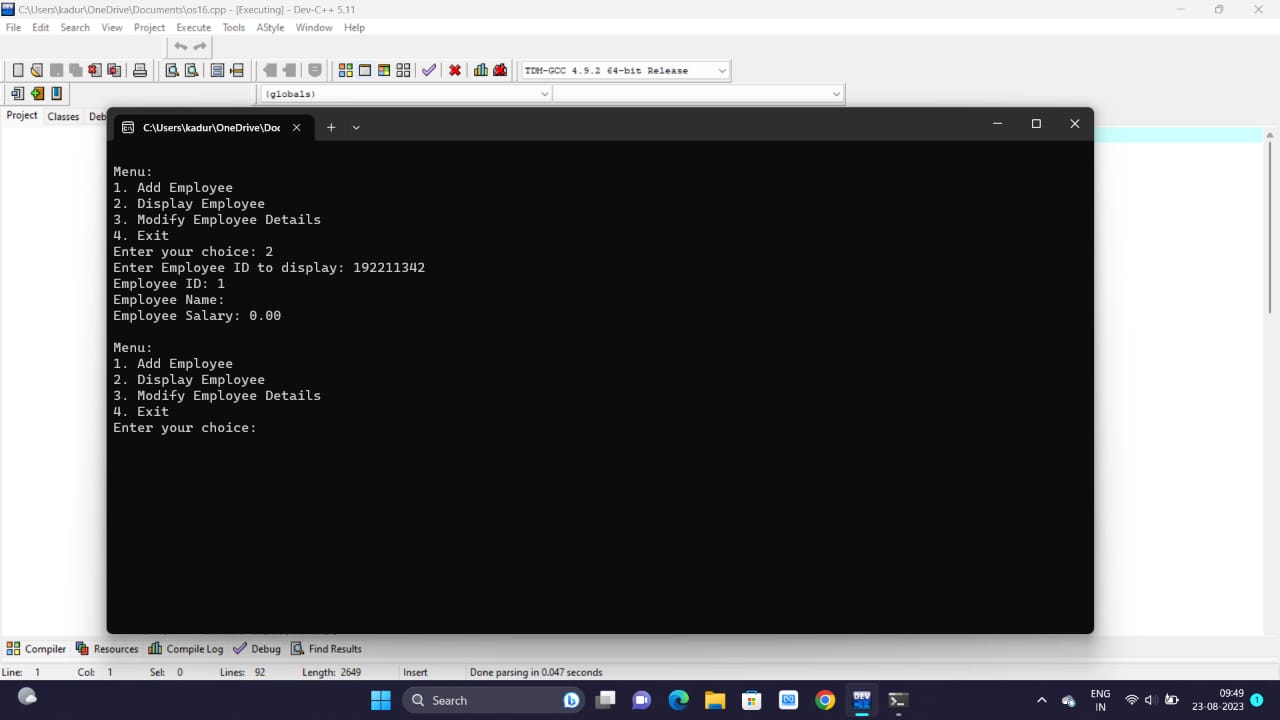 C:\Users\kadur\OneDrive\Documents\os16.cpp - [Executing] - Dev-C++ 5.11
File Edit Search View Project Execute Tools AStyle Window Help
TDM-GCC 4.9.2 64-bit Release
(globals)
Project Classes Deb
C:\Users\kadur\OneDrive\Doc
Menu:
1. Add Employee
2. Display Employee
3. Modify Employee Details
4. Exit
Enter your choice: 2
Enter Employee ID to display: 192211342
Employee ID: 1
Employee Name:
Employee Salary: 0.00
Menu:
1. Add Employee
2. Display Employee
3. Modify Employee Details
4. Exit
Enter your choice:
Compiler Resources Compile Log Debug Find Results
Line: 1 Col: 1 Sel: 0 Lines: 92 Length: 2649 Insert Done parsing in 0.047 seconds
Search
DEV
C++
ENG
IN
09:49
23-08-2023
1